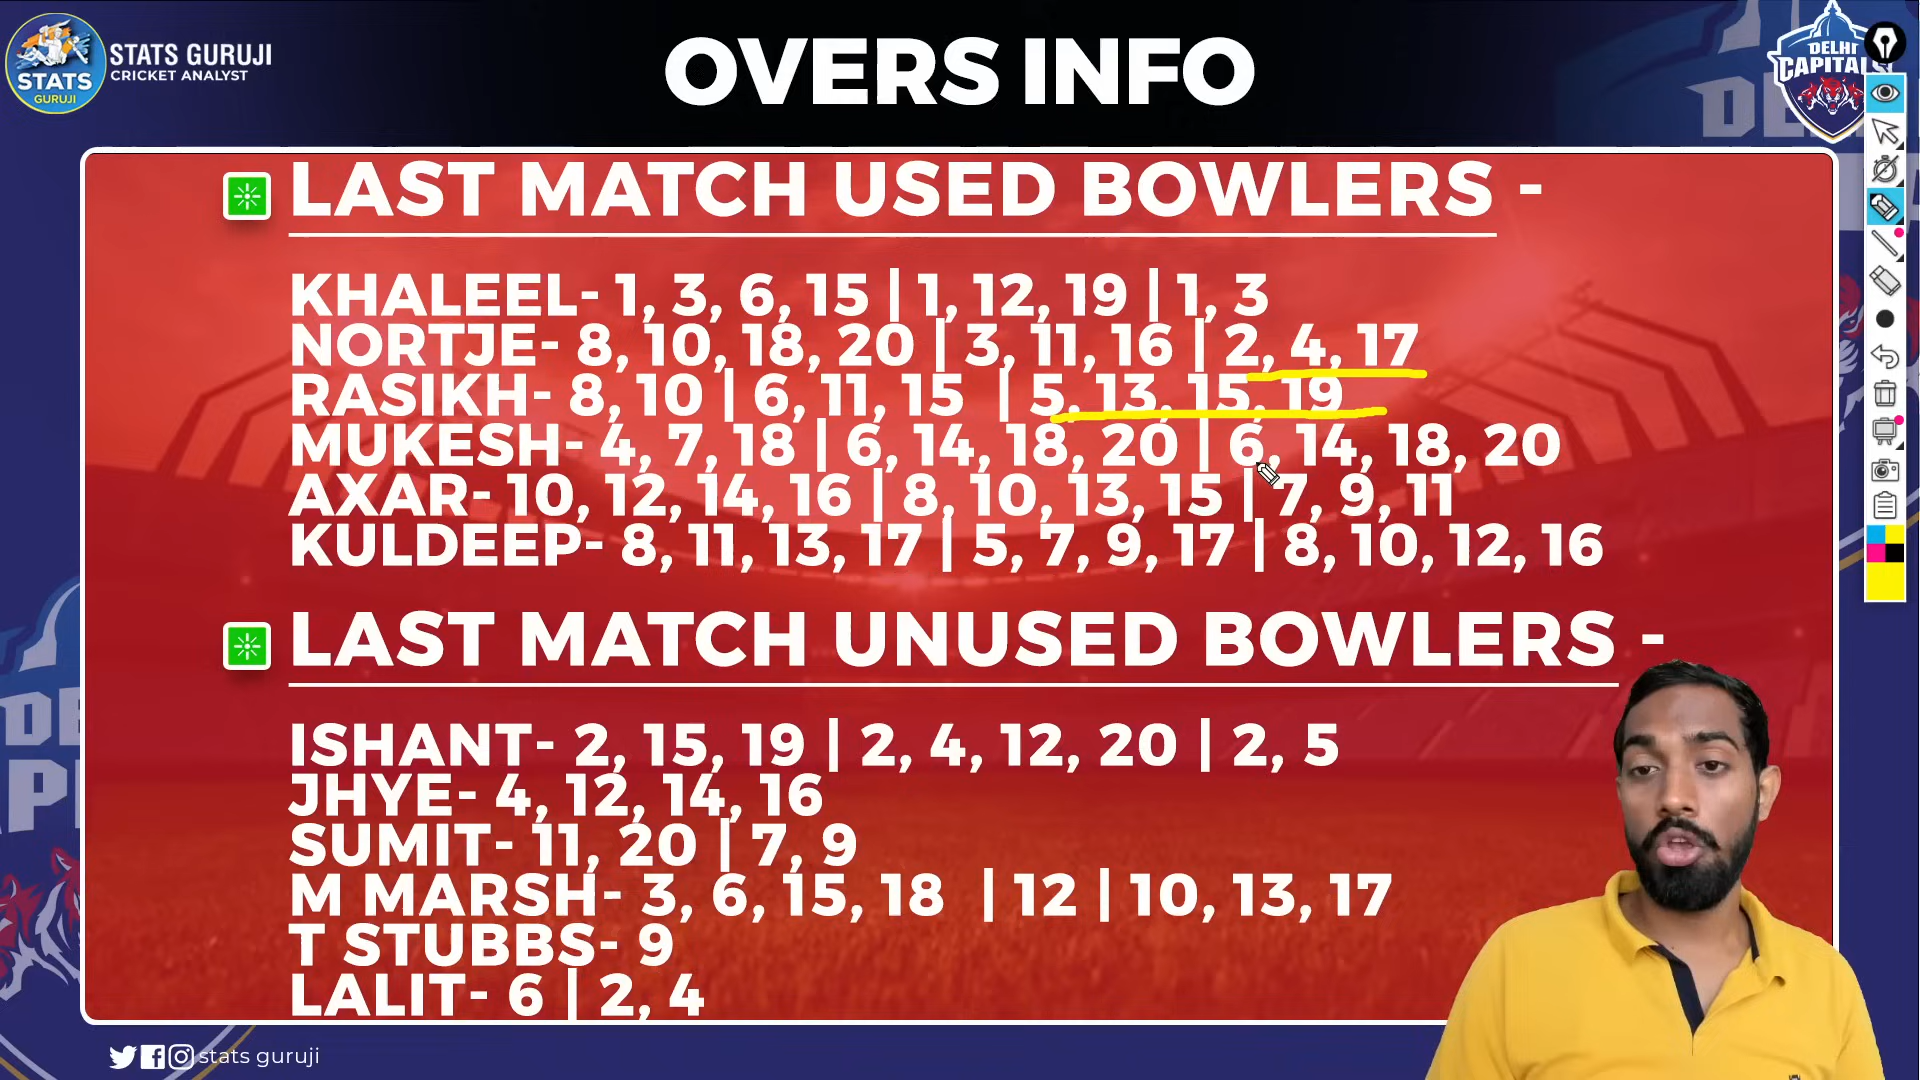 STATS GURUJI
CRICKET ANALYST
STATS
GURUJI
OVERS INFO
DELHI
CAPITALS
LAST MATCH USED BOWLERS -
KHALEEL- 1, 3, 6, 15 | 1, 12, 19 | 1, 3
NORTJE- 8, 10, 18, 20 | 3, 11, 16 | 2, 4, 17
RASIKH- 8, 10 | 6, 11, 15 | 5, 13, 15, 19
MUKESH- 4, 7, 18 | 6, 14, 18, 20 | 6, 14, 18, 20
AXAR- 10, 12, 14, 16 | 8, 10, 13, 15 | 7, 9, 11
KULDEEP- 8, 11, 13, 17 | 5, 7, 9, 17 | 8, 10, 12, 16
LAST MATCH UNUSED BOWLERS -
ISHANT- 2, 15, 19 | 2, 4, 12, 20 | 2, 5
JHYE- 4, 12, 14, 16
SUMIT- 11, 20 | 7, 9
M MARSH- 3, 6, 15, 18 | 12 | 10, 13, 17
T STUBBS- 9
LALIT- 6 | 2, 4
stats guruji